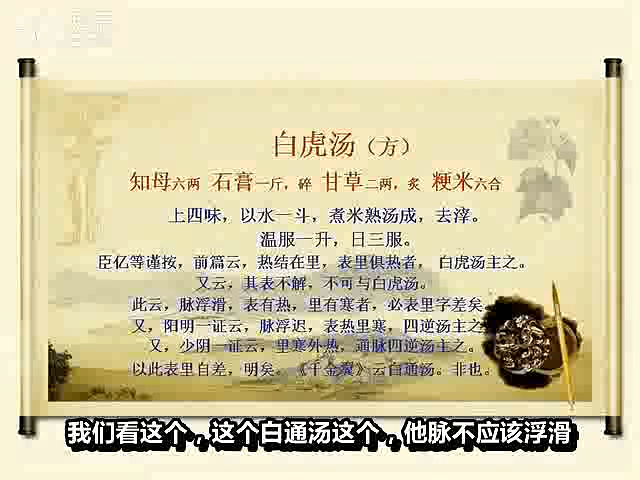 白虎汤（方）
知母六两 石膏一斤，碎 甘草二两，炙 粳米六合
上四味，以水一斗，煮米熟汤成，去滓。
温服一升，日三服。
臣亿等谨按，前篇云，热结在里，表里俱热者， 白虎汤主之。
又云，其表不解，不可与白虎汤。
此云，脉浮滑，表有热，里有寒者，必表里字差矣
又，阳明一证云，脉浮迟，表热里寒，四逆汤主之
又，少阴一证云，里寒外热，通脉四逆汤主之。
以此表里自差，明矣。《千金翼》云白通汤。非也。
我们看这个，这个白通汤这个，他脉不应该浮滑